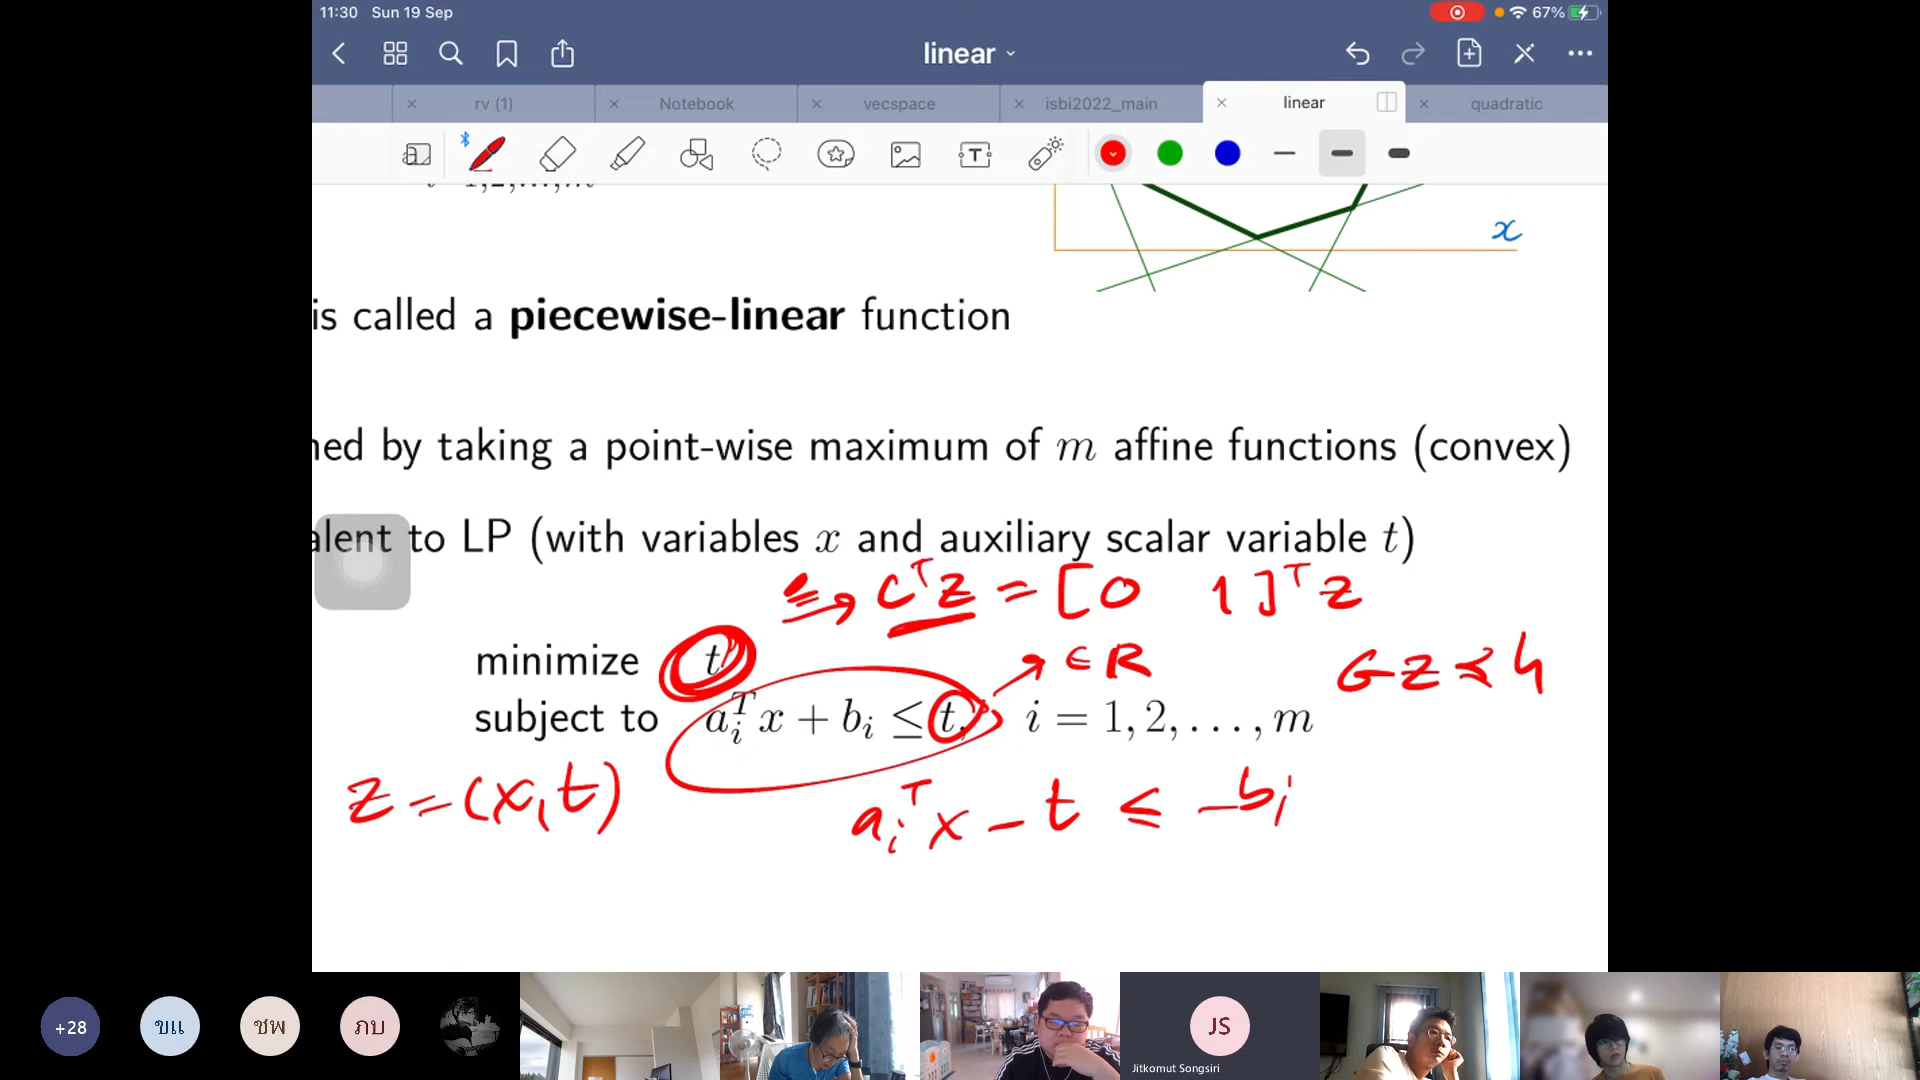 11:30 Sun 19 Sep 67%
linear
rv (1) Notebook vecspace isbi2022_main linear quadratic
x
is called a piecewise-linear function
ned by taking a point-wise maximum of m affine functions (convex)
alent to LP (with variables x and auxiliary scalar variable t)
→ cᵀz = [0 1]ᵀz
minimize t → ∈ R Gz ≼ h
subject to aᵢᵀx + bᵢ ≤ t, i = 1, 2, . . . , m
z = (x, t) aᵢᵀx − t ≤ −bᵢ
+28 ขแ ชพ ภบ JS
Jitkomut Songsiri